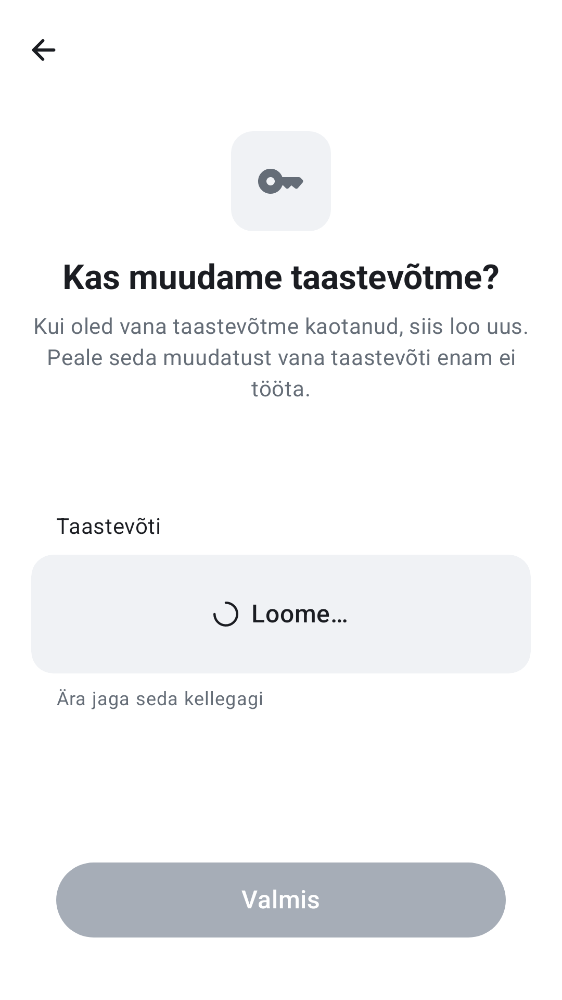 Kas muudame taastevõtme?
Kui oled vana taastevõtme kaotanud, siis loo uus.
Peale seda muudatust vana taastevõti enam ei
tööta.
Taastevõti
Loome…
Ära jaga seda kellegagi
Valmis